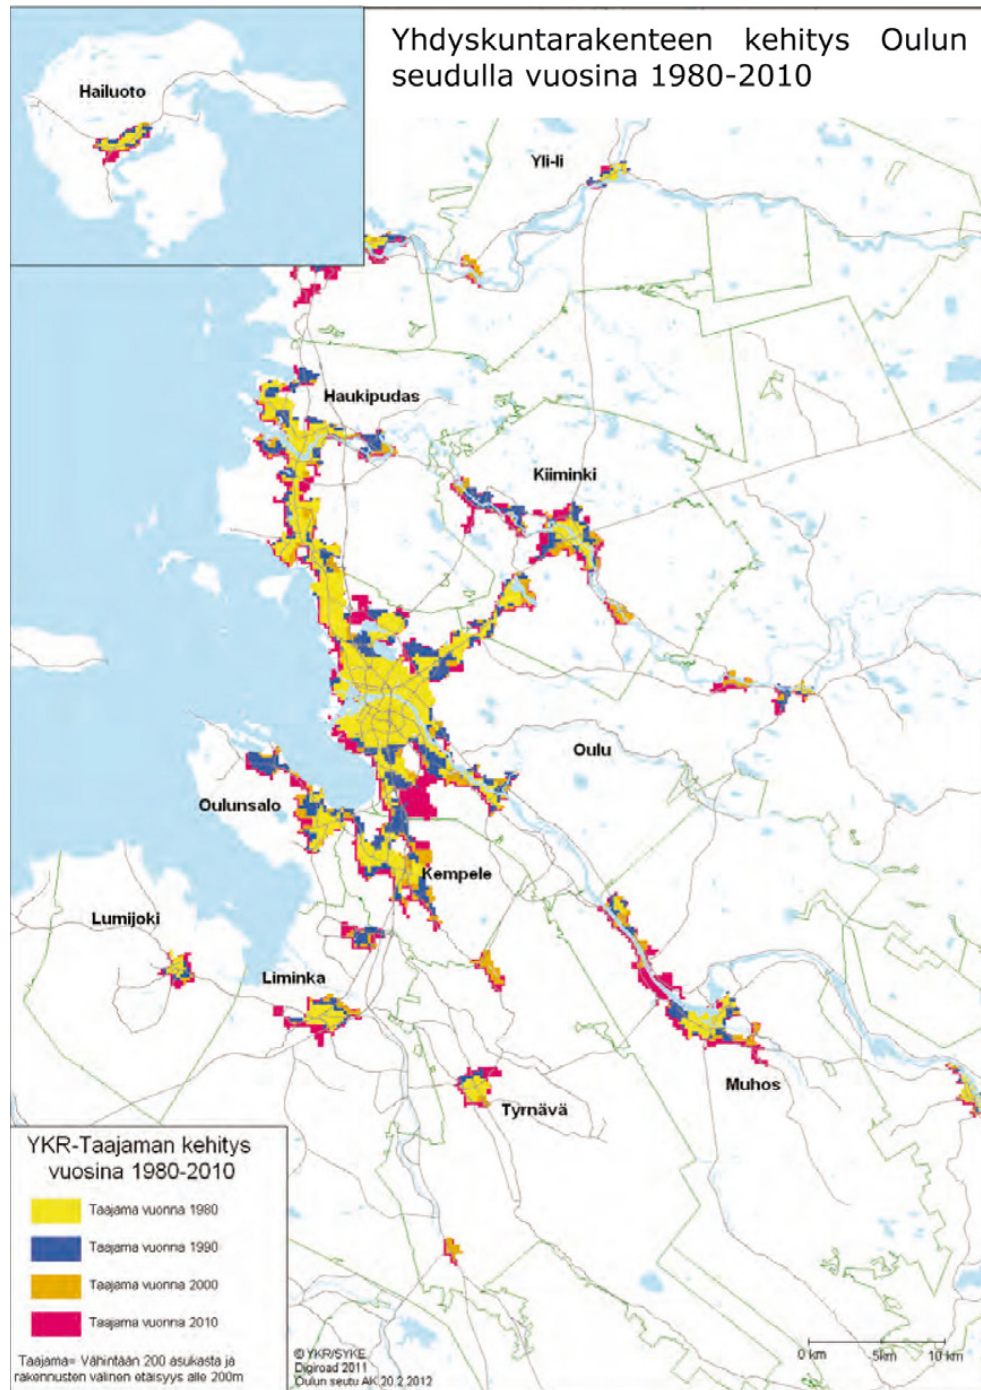 Yhdyskuntarakenteen kehitys Oulun
seudulla vuosina 1980-2010
Hailuoto
Yli-Ii
Haukipudas
Kiiminki
Oulu
Oulunsalo
Kempele
Lumijoki
Liminka
Muhos
Tyrnävä
YKR-Taajaman kehitys
vuosina 1980-2010
Taajama vuonna 1980
Taajama vuonna 1990
Taajama vuonna 2000
Taajama vuonna 2010
Taajama= Vähintään 200 asukasta ja
rakennusten välinen etäisyys alle 200m
© YKR/SYKE
Digiroad 2011
Oulun seutu AK 20.2.2012
0 km 5km 10 km